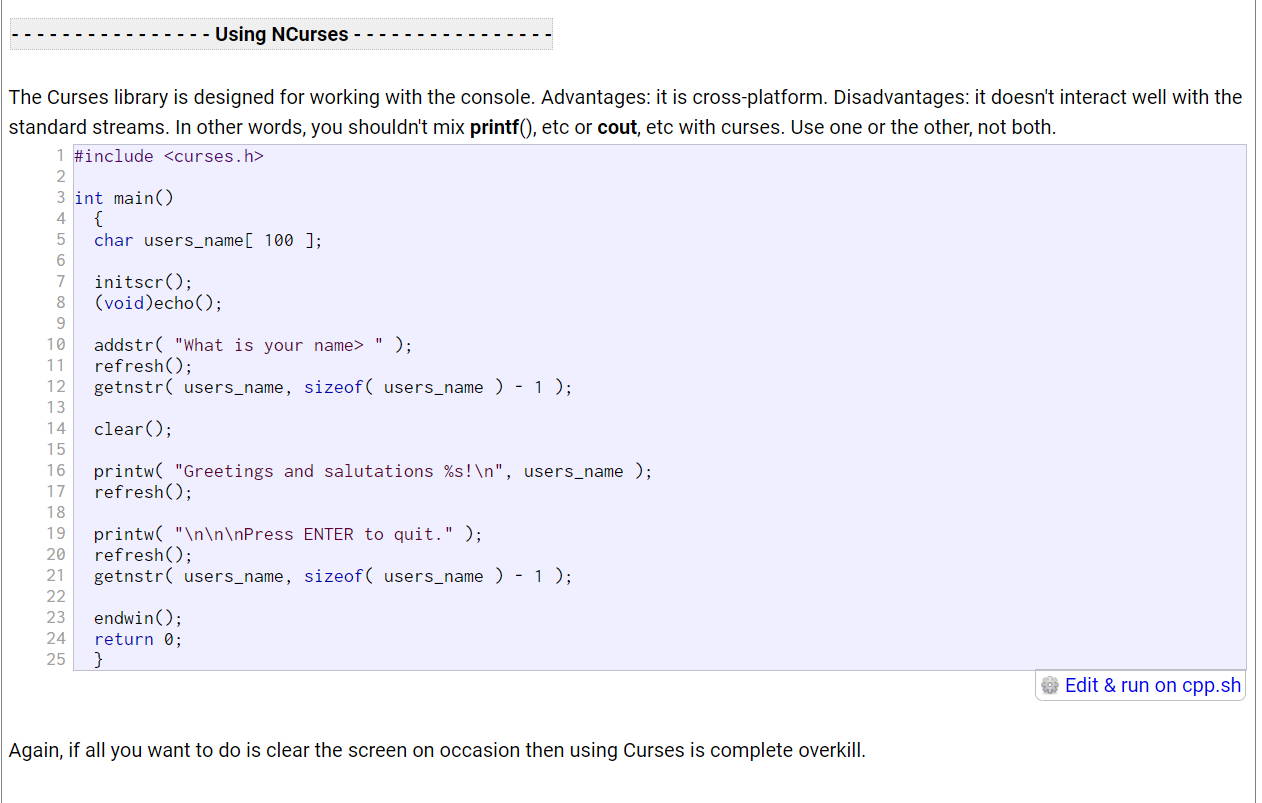 - - - - - - - - - - - - - - - - Using NCurses - - - - - - - - - - - - - - - -
The Curses library is designed for working with the console. Advantages: it is cross-platform. Disadvantages: it doesn't interact well with the
standard streams. In other words, you shouldn't mix printf(), etc or cout, etc with curses. Use one or the other, not both.
1 #include <curses.h>
2
3 int main()
4   {
5   char users_name[ 100 ];
6
7   initscr();
8   (void)echo();
9
10   addstr( "What is your name> " );
11   refresh();
12   getnstr( users_name, sizeof( users_name ) - 1 );
13
14   clear();
15
16   printw( "Greetings and salutations %s!\n", users_name );
17   refresh();
18
19   printw( "\n\n\nPress ENTER to quit." );
20   refresh();
21   getnstr( users_name, sizeof( users_name ) - 1 );
22
23   endwin();
24   return 0;
25   }
Edit & run on cpp.sh
Again, if all you want to do is clear the screen on occasion then using Curses is complete overkill.